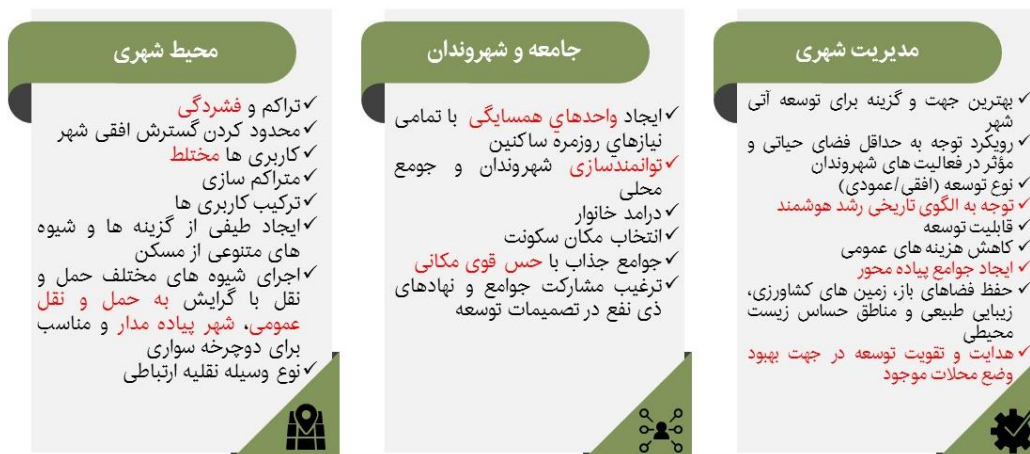 مدیریت شهری
✓بهترین جهت و گزینه برای توسعه آتی
شهر
✓رویکرد توجه به حداقل فضای حیاتی و
مؤثر در فعالیت های شهروندان
✓نوع توسعه (افقی/عمودی)
✓توجه به الگوی تاریخی رشد هوشمند
✓قابلیت توسعه
✓کاهش هزینه های عمومی
✓ایجاد جوامع پیاده محور
✓حفظ فضاهای باز، زمین های کشاورزی،
زیبایی طبیعی و مناطق حساس زیست
محیطی
✓هدایت و تقویت توسعه در جهت بهبود
وضع محلات موجود
جامعه و شهروندان
✓ایجاد واحدهاي همسایگی با تمامی
نیازهاي روزمره ساکنین
✓توانمندسازی شهروندان و جومع
محلی
✓درامد خانوار
✓انتخاب مکان سکونت
✓جوامع جذاب با حس قوی مکانی
✓ترغیب مشارکت جوامع و نهادهای
ذی نفع در تصمیمات توسعه
محیط شهری
✓تراکم و فشردگی
✓محدود کردن گسترش افقی شهر
✓کاربری ها مختلط
✓متراکم سازی
✓ترکیب کاربری ها
✓ایجاد طیفی از گزینه ها و شیوه
های متنوعی از مسکن
✓اجرای شیوه های مختلف حمل و
نقل با گرایش به حمل و نقل
عمومی، شهر پیاده مدار و مناسب
برای دوچرخه سواری
✓نوع وسیله نقلیه ارتباطی